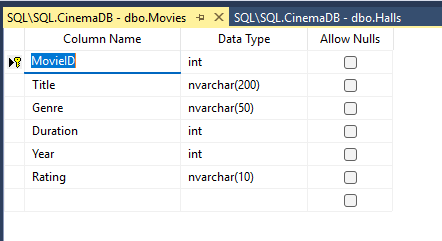 SQL\SQL.CinemaDB - dbo.Movies SQL\SQL.CinemaDB - dbo.Halls
Column Name Data Type Allow Nulls
MovieID int
Title nvarchar(200)
Genre nvarchar(50)
Duration int
Year int
Rating nvarchar(10)